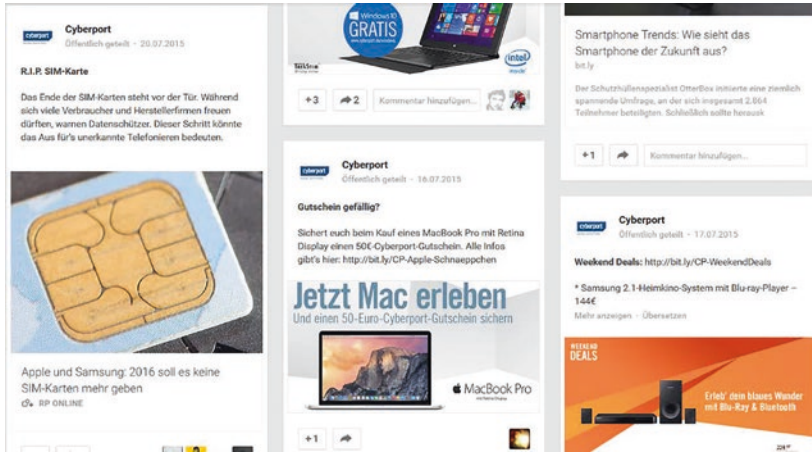 cyberport
Cyberport
Öffentlich geteilt - 20.07.2015
R.I.P. SIM-Karte
Das Ende der SIM-Karten steht vor der Tür. Während
sich viele Verbraucher und Herstellerfirmen freuen
dürften, warnen Datenschützer. Dieser Schritt könnte
das Aus für's unerkannte Telefonieren bedeuten.
Apple und Samsung: 2016 soll es keine
SIM-Karten mehr geben
RP ONLINE
Windows 10
GRATIS
intel
+3
2
Kommentar hinzufügen...
cyberport
Cyberport
Öffentlich geteilt - 16.07.2015
Gutschein gefällig?
Sichert euch beim Kauf eines MacBook Pro mit Retina
Display einen 50€-Cyberport-Gutschein. Alle Infos
gibt's hier: http://bit.ly/CP-Apple-Schnaeppchen
Jetzt Mac erleben
Und einen 50-Euro-Cyberport-Gutschein sichern
MacBook Pro
mit Retina Display
+1
Smartphone Trends: Wie sieht das
Smartphone der Zukunft aus?
bit.ly
Der Schutzhüllenspezialist OtterBox initiierte eine ziemlich
spannende Umfrage, an der sich insgesamt 2.064
Teilnehmer beteiligten. Schließlich sollte herausk
+1
Kommentar hinzufügen...
cyberport
Cyberport
Öffentlich geteilt - 17.07.2015
Weekend Deals: http://bit.ly/CP-WeekendDeals
* Samsung 2.1-Heimkino-System mit Blu-ray-Player –
144€
Mehr anzeigen - Übersetzen
WEEKEND
DEALS
Erleb' dein blaues Wunder
mit Blu-Ray & Bluetooth